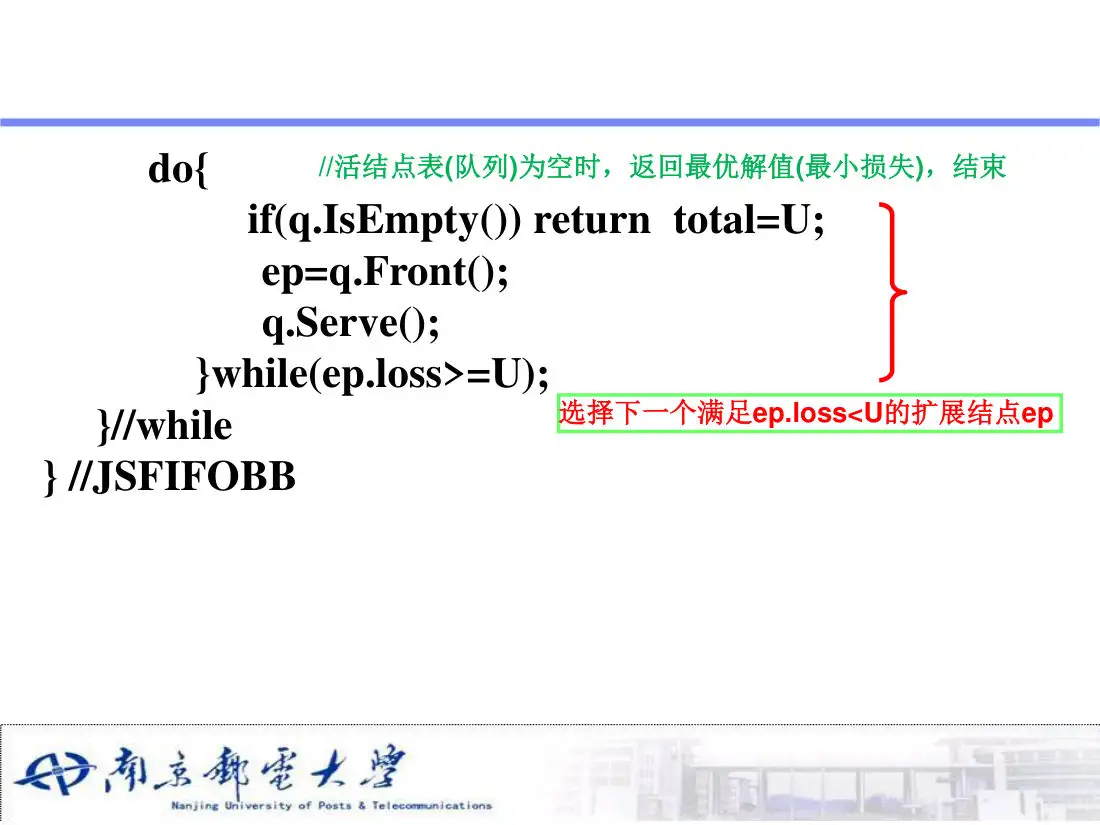 do{ //活结点表(队列)为空时，返回最优解值(最小损失)，结束
if(q.IsEmpty()) return total=U;
ep=q.Front();
q.Serve();
}while(ep.loss>=U);
选择下一个满足ep.loss<U的扩展结点ep
}//while
} //JSFIFOBB
南京邮電大學
Nanjing University of Posts & Telecommunications